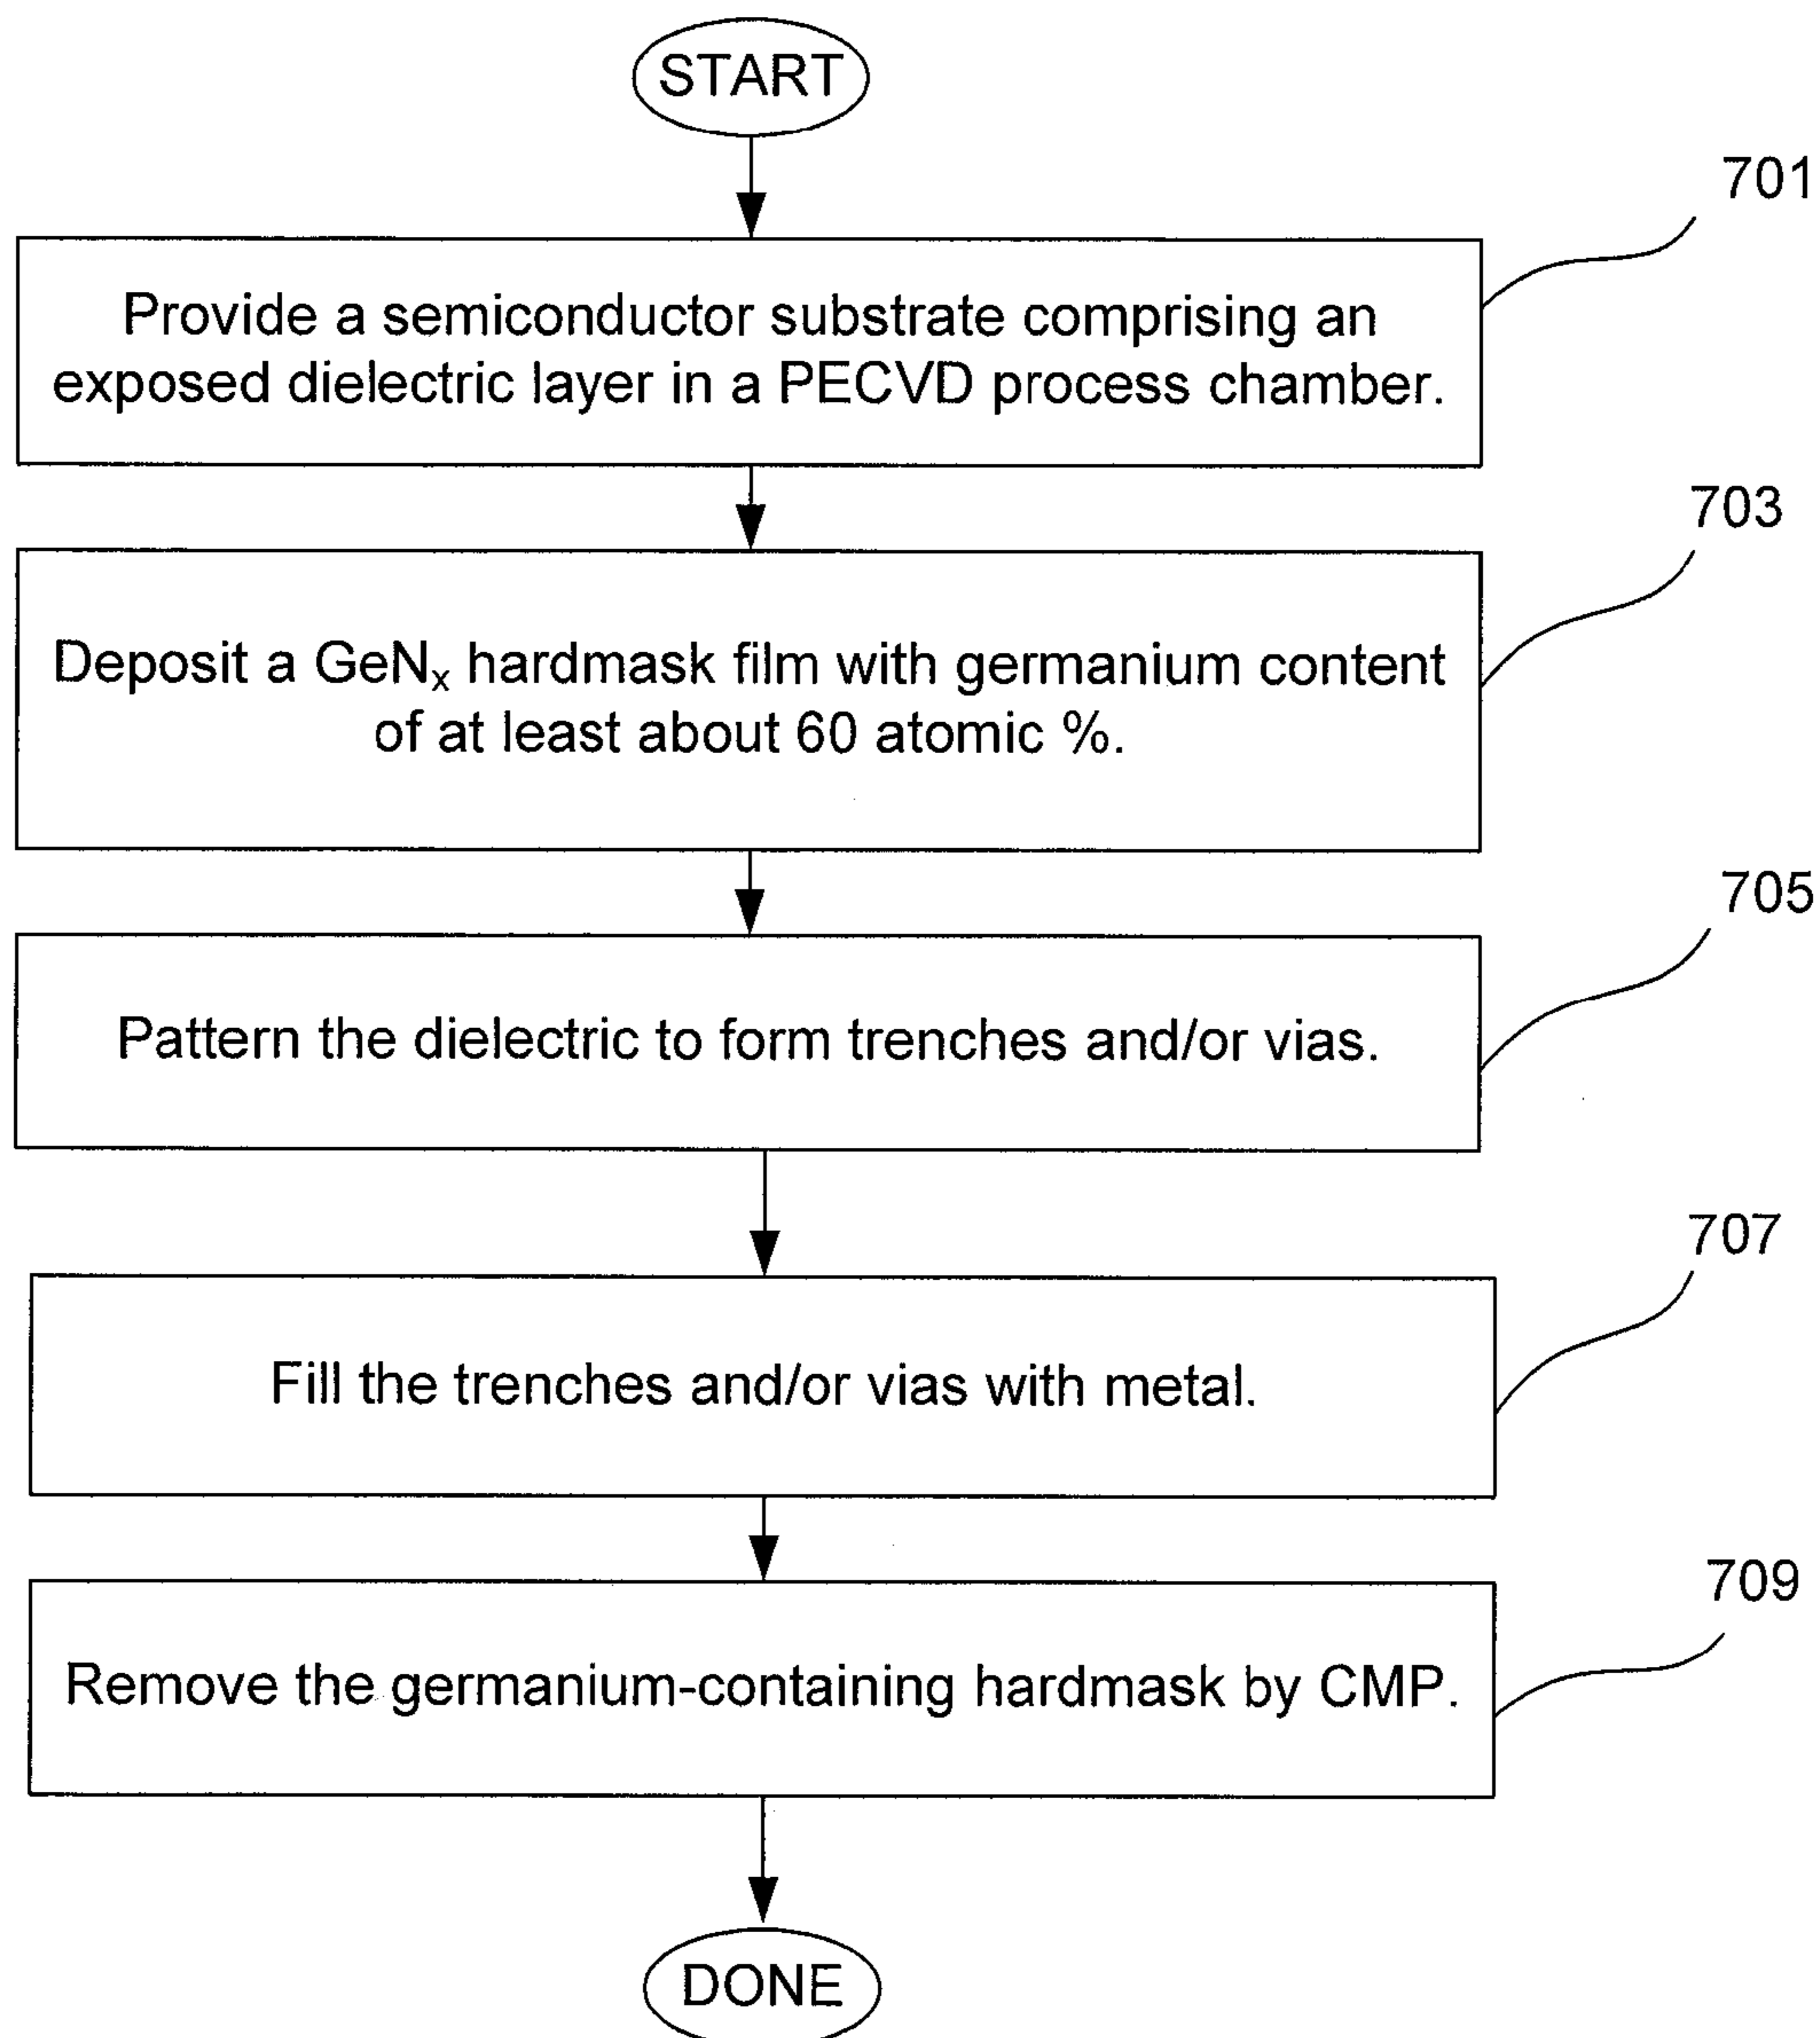 START
701
Provide a semiconductor substrate comprising an
exposed dielectric layer in a PECVD process chamber.
703
Deposit a GeNₓ hardmask film with germanium content
of at least about 60 atomic %.
705
Pattern the dielectric to form trenches and/or vias.
707
Fill the trenches and/or vias with metal.
709
Remove the germanium-containing hardmask by CMP.
DONE